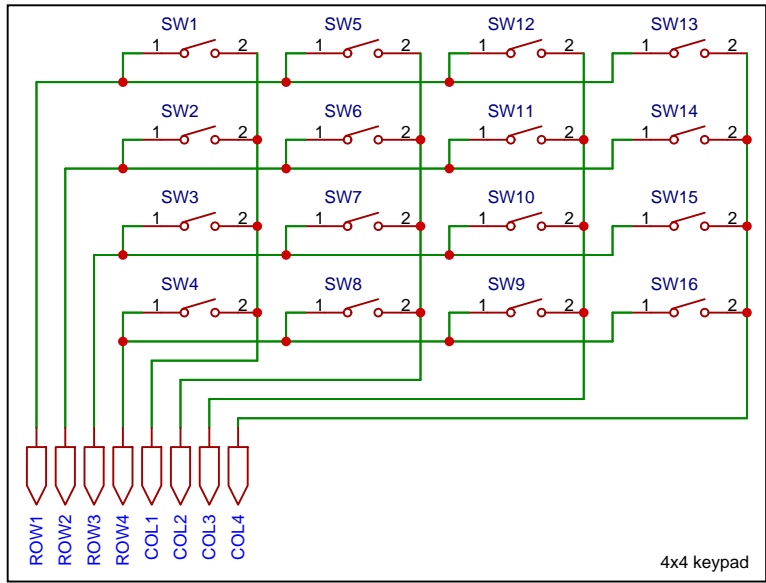 SW1 SW5 SW12 SW13
1 2 1 2 1 2 1 2
SW2 SW6 SW11 SW14
1 2 1 2 1 2 1 2
SW3 SW7 SW10 SW15
1 2 1 2 1 2 1 2
SW4 SW8 SW9 SW16
1 2 1 2 1 2 1 2
ROW1
ROW2
ROW3
ROW4
COL1
COL2
COL3
COL4
4x4 keypad